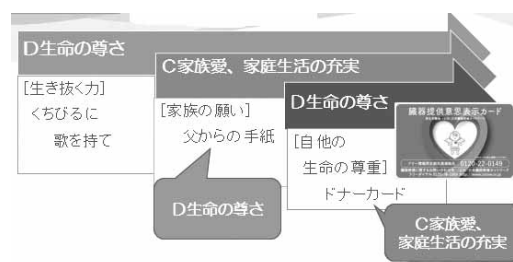 D生命の尊さ
[生き抜く力]
くちびるに
歌を持て
C家族愛、家庭生活の充実
[家族の願い]
父からの手紙
D生命の尊さ
D生命の尊さ
[自他の
生命の尊重]
ドナーカード
臓器提供意思表示カード
0120-22-0149
C家族愛、
家庭生活の充実